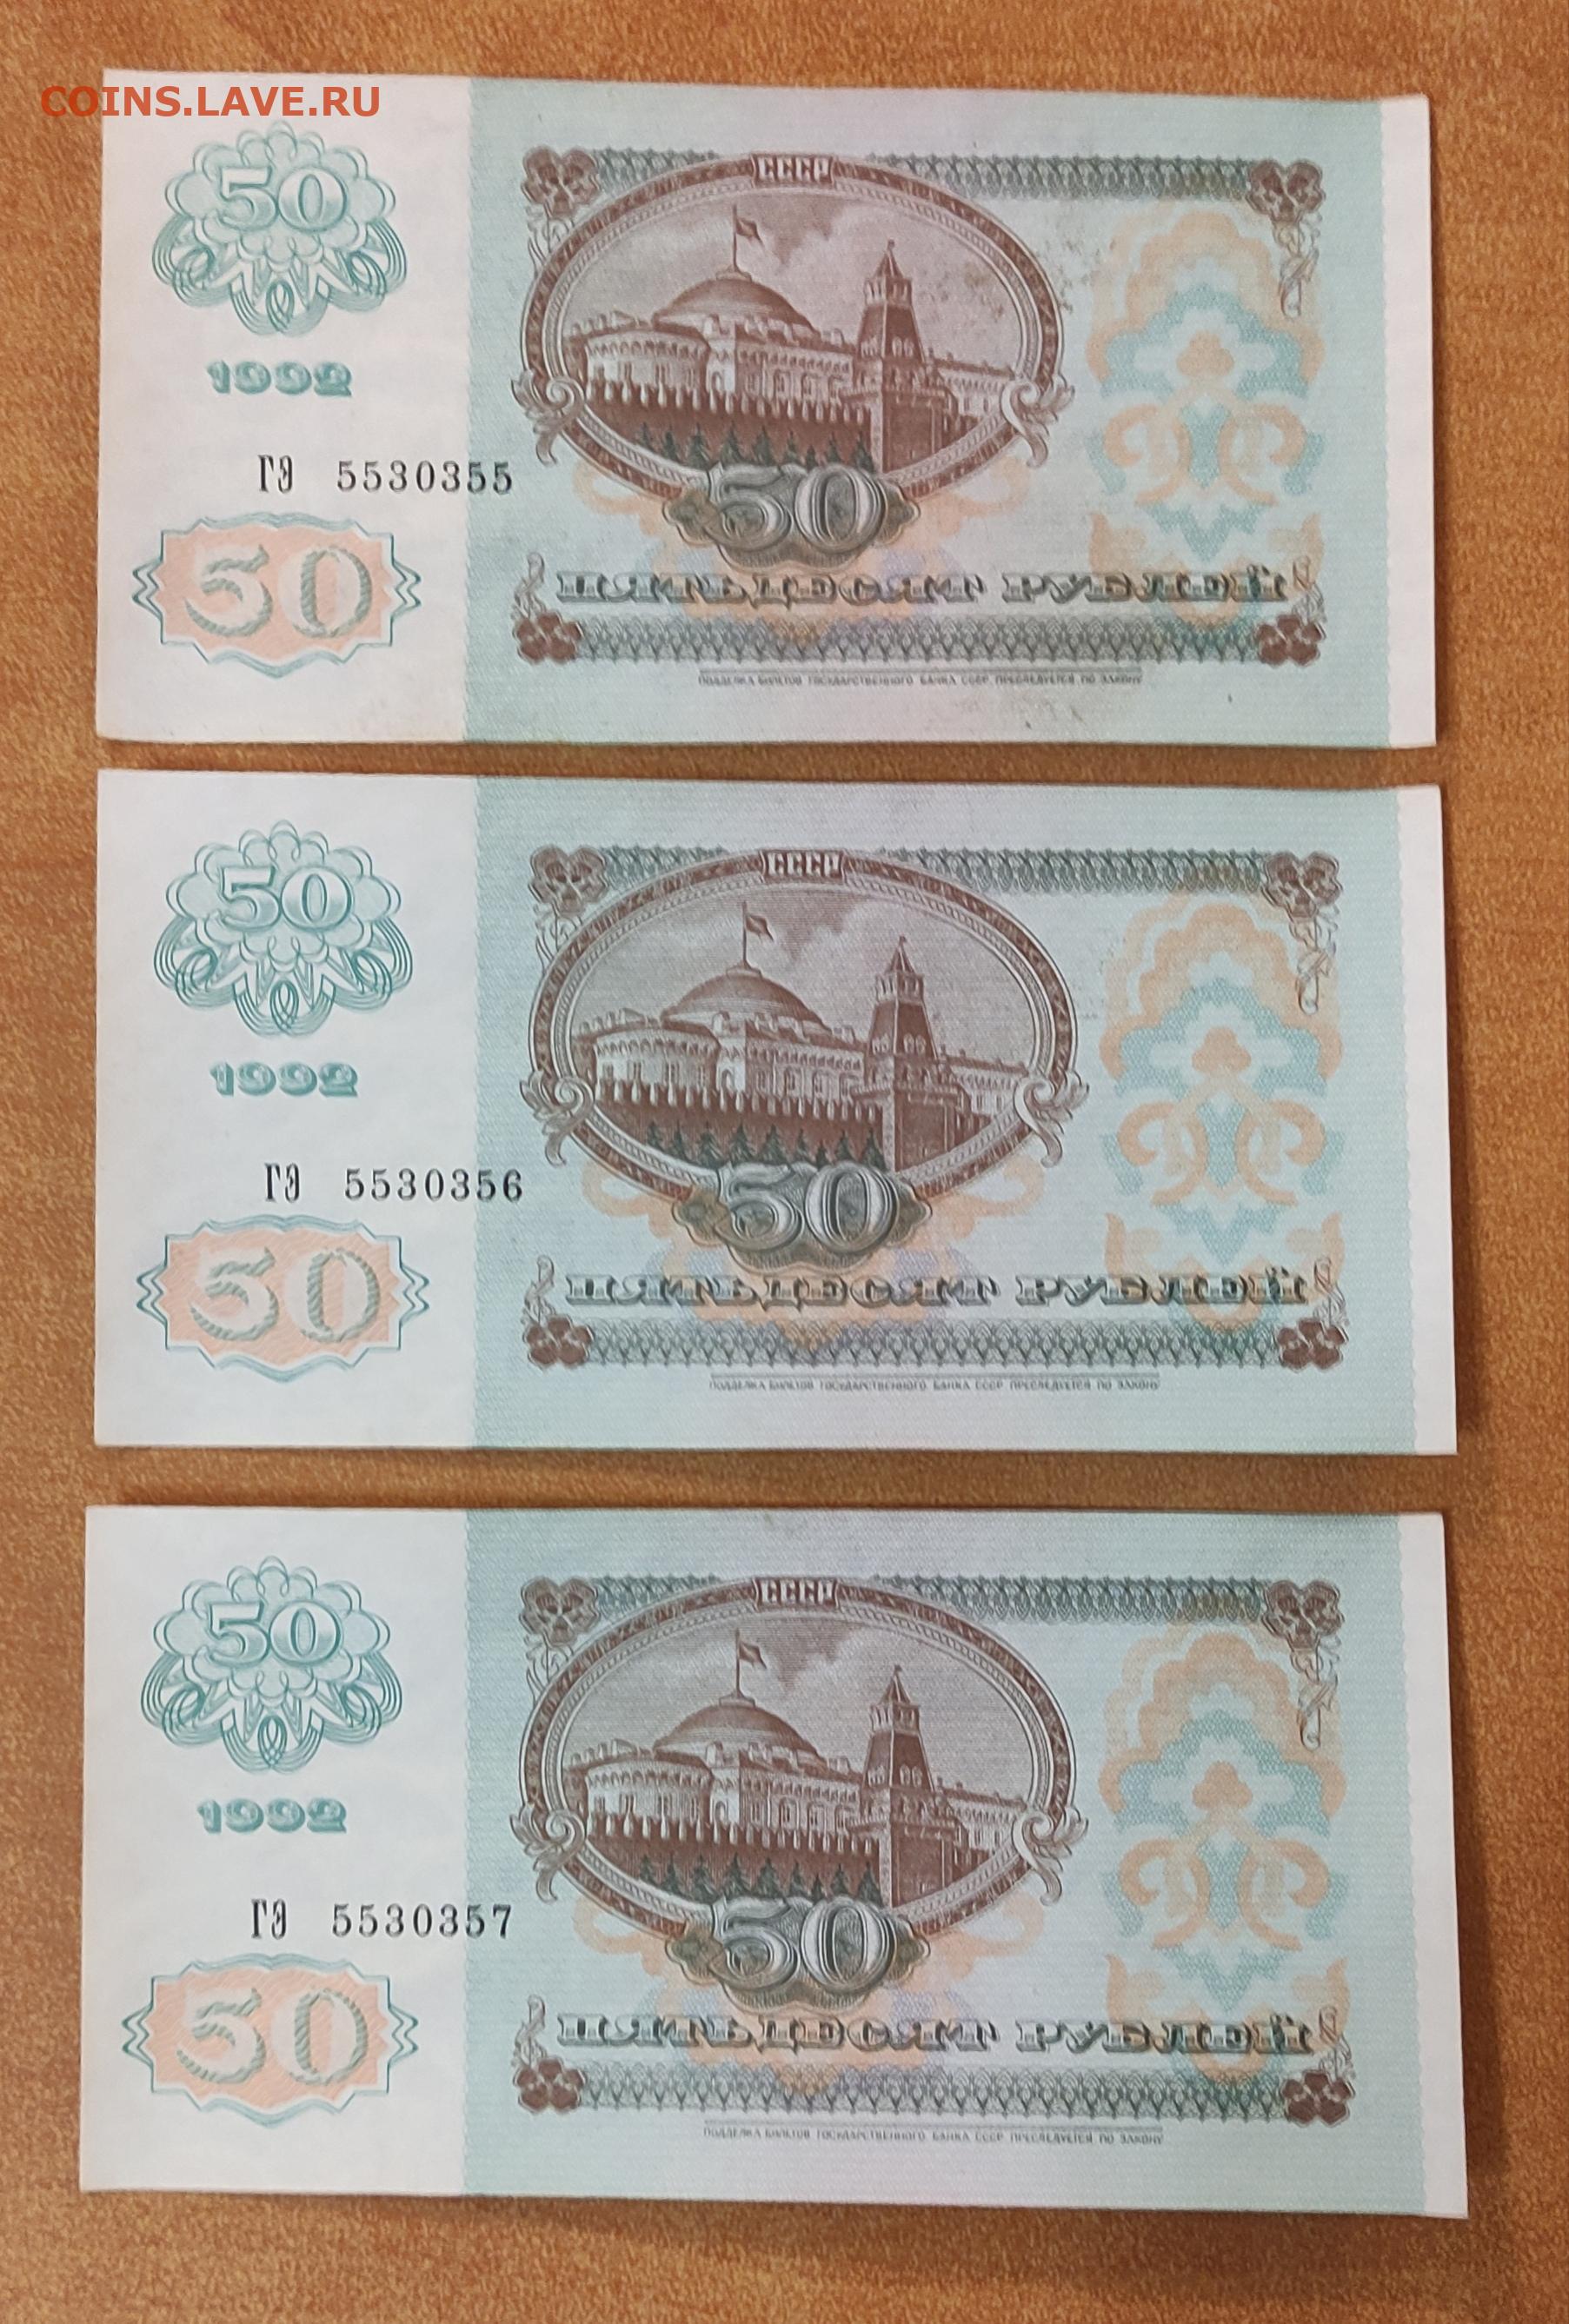 COINS.LAVE.RU
50
СССР
1992
ГЭ 5530355
50
50
ПЯТЬДЕСЯТ РУБЛЕЙ
ПОДДЕЛКА БИЛЕТОВ ГОСУДАРСТВЕННОГО БАНКА СССР ПРЕСЛЕДУЕТСЯ ПО ЗАКОНУ
50
СССР
1992
ГЭ 5530356
50
50
ПЯТЬДЕСЯТ РУБЛЕЙ
ПОДДЕЛКА БИЛЕТОВ ГОСУДАРСТВЕННОГО БАНКА СССР ПРЕСЛЕДУЕТСЯ ПО ЗАКОНУ
50
СССР
1992
ГЭ 5530357
50
50
ПЯТЬДЕСЯТ РУБЛЕЙ
ПОДДЕЛКА БИЛЕТОВ ГОСУДАРСТВЕННОГО БАНКА СССР ПРЕСЛЕДУЕТСЯ ПО ЗАКОНУ